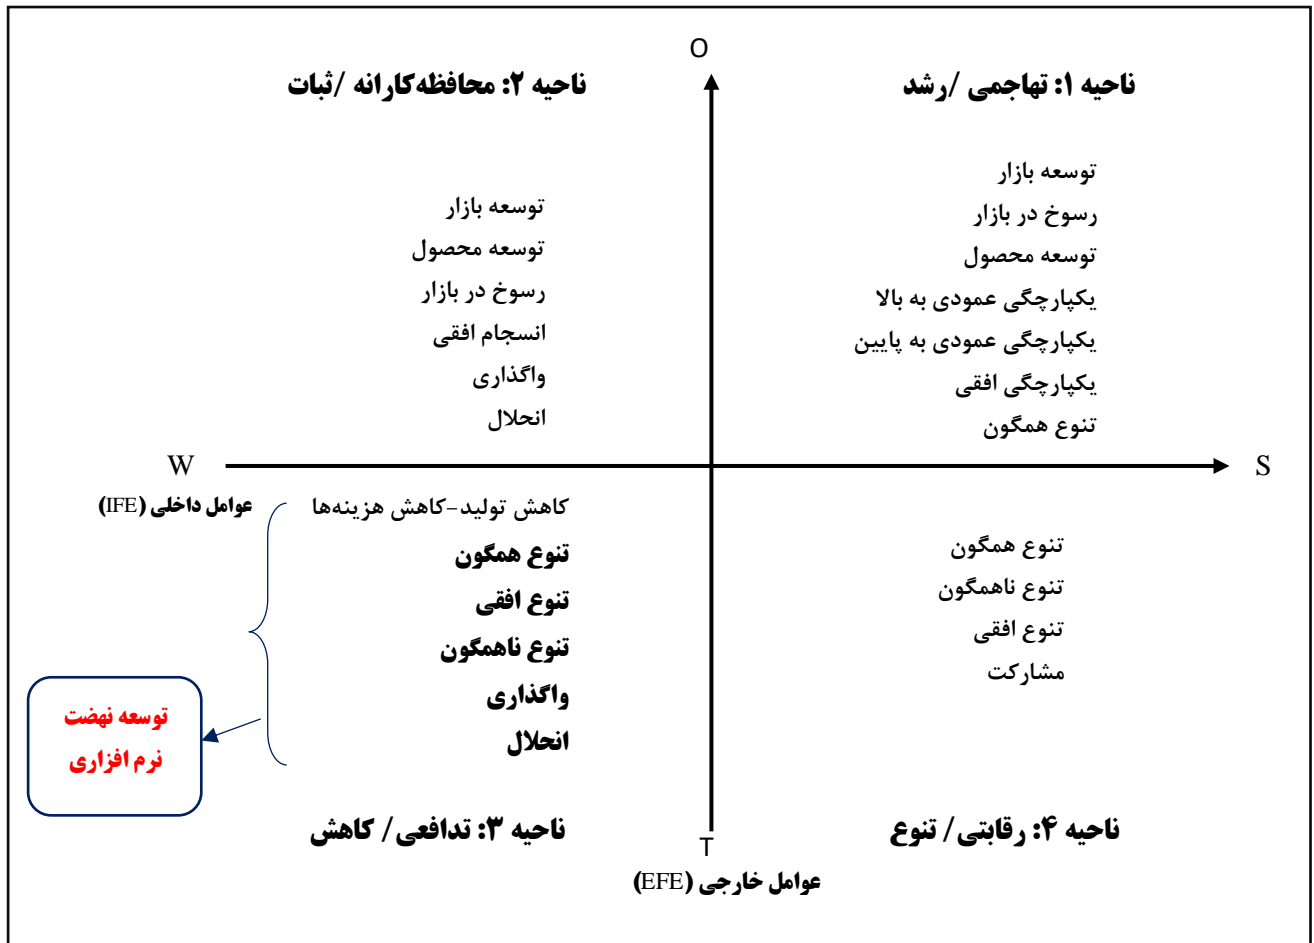 O
ناحیه ۱: تهاجمی /رشد
توسعه بازار
رسوخ در بازار
توسعه محصول
یکپارچگی عمودی به بالا
یکپارچگی عمودی به پایین
یکپارچگی افقی
تنوع همگون
ناحیه ۲: محافظه‌کارانه /ثبات
توسعه بازار
توسعه محصول
رسوخ در بازار
انسجام افقی
واگذاری
انحلال
S
W
عوامل داخلی (IFE)
کاهش تولید-کاهش هزینه‌ها
تنوع همگون
تنوع افقی
تنوع ناهمگون
واگذاری
انحلال
توسعه نهضت
نرم افزاری
ناحیه ۳: تدافعی/ کاهش
تنوع همگون
تنوع ناهمگون
تنوع افقی
مشارکت
ناحیه ۴: رقابتی/ تنوع
T
عوامل خارجی (EFE)